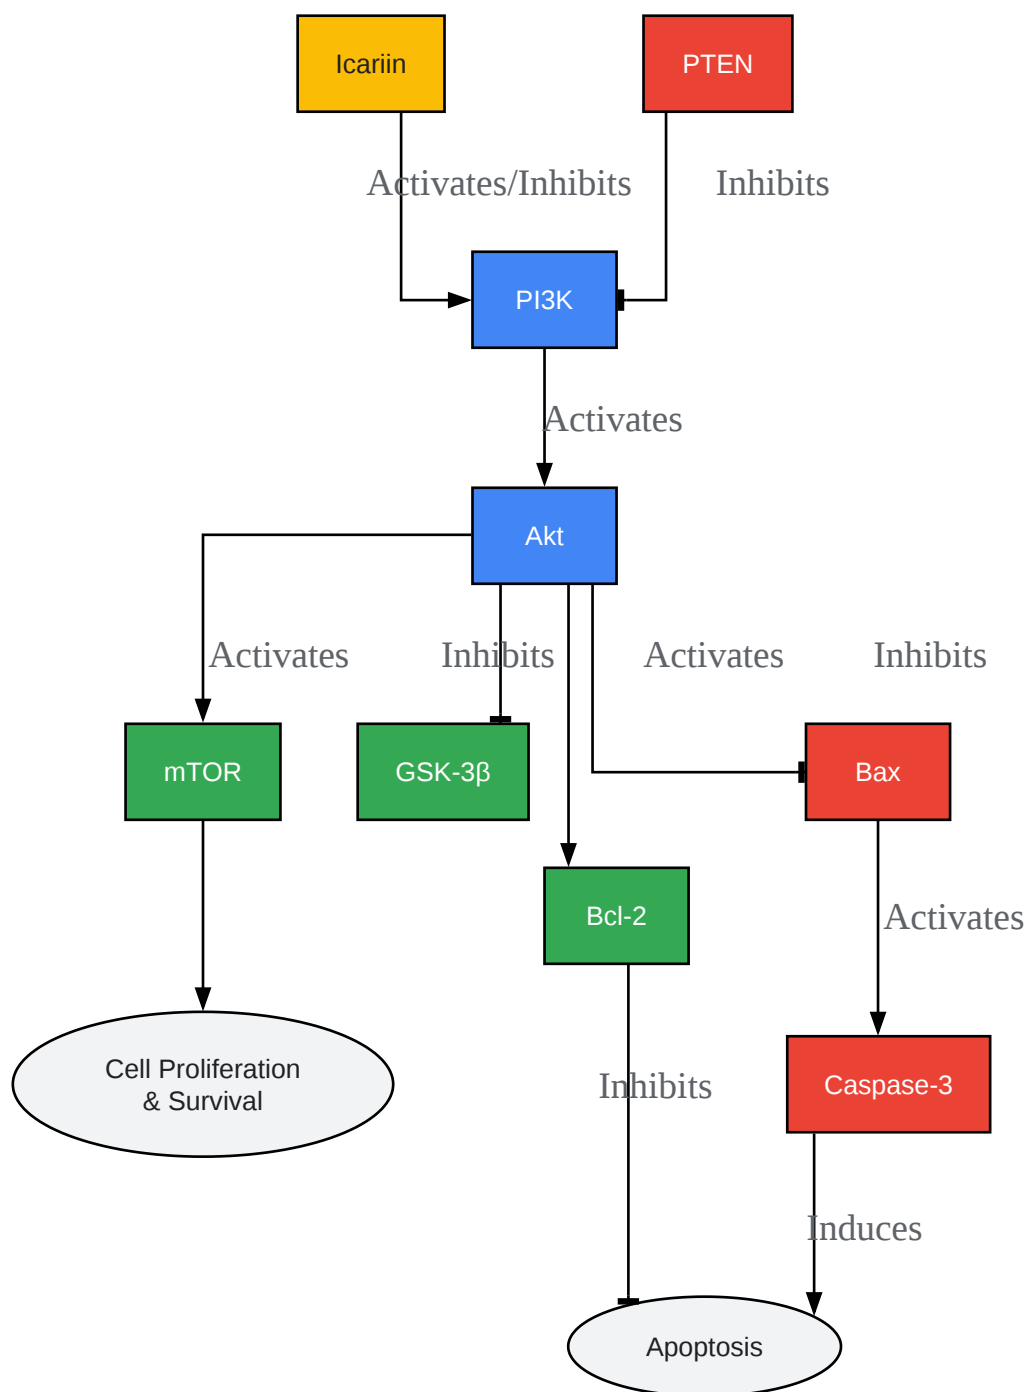 Icariin
PTEN
Activates/Inhibits
Inhibits
PI3K
Activates
Akt
Activates
Inhibits
Activates
Inhibits
mTOR
GSK-3β
Bax
Bcl-2
Activates
Cell Proliferation
& Survival
Inhibits
Caspase-3
Induces
Apoptosis